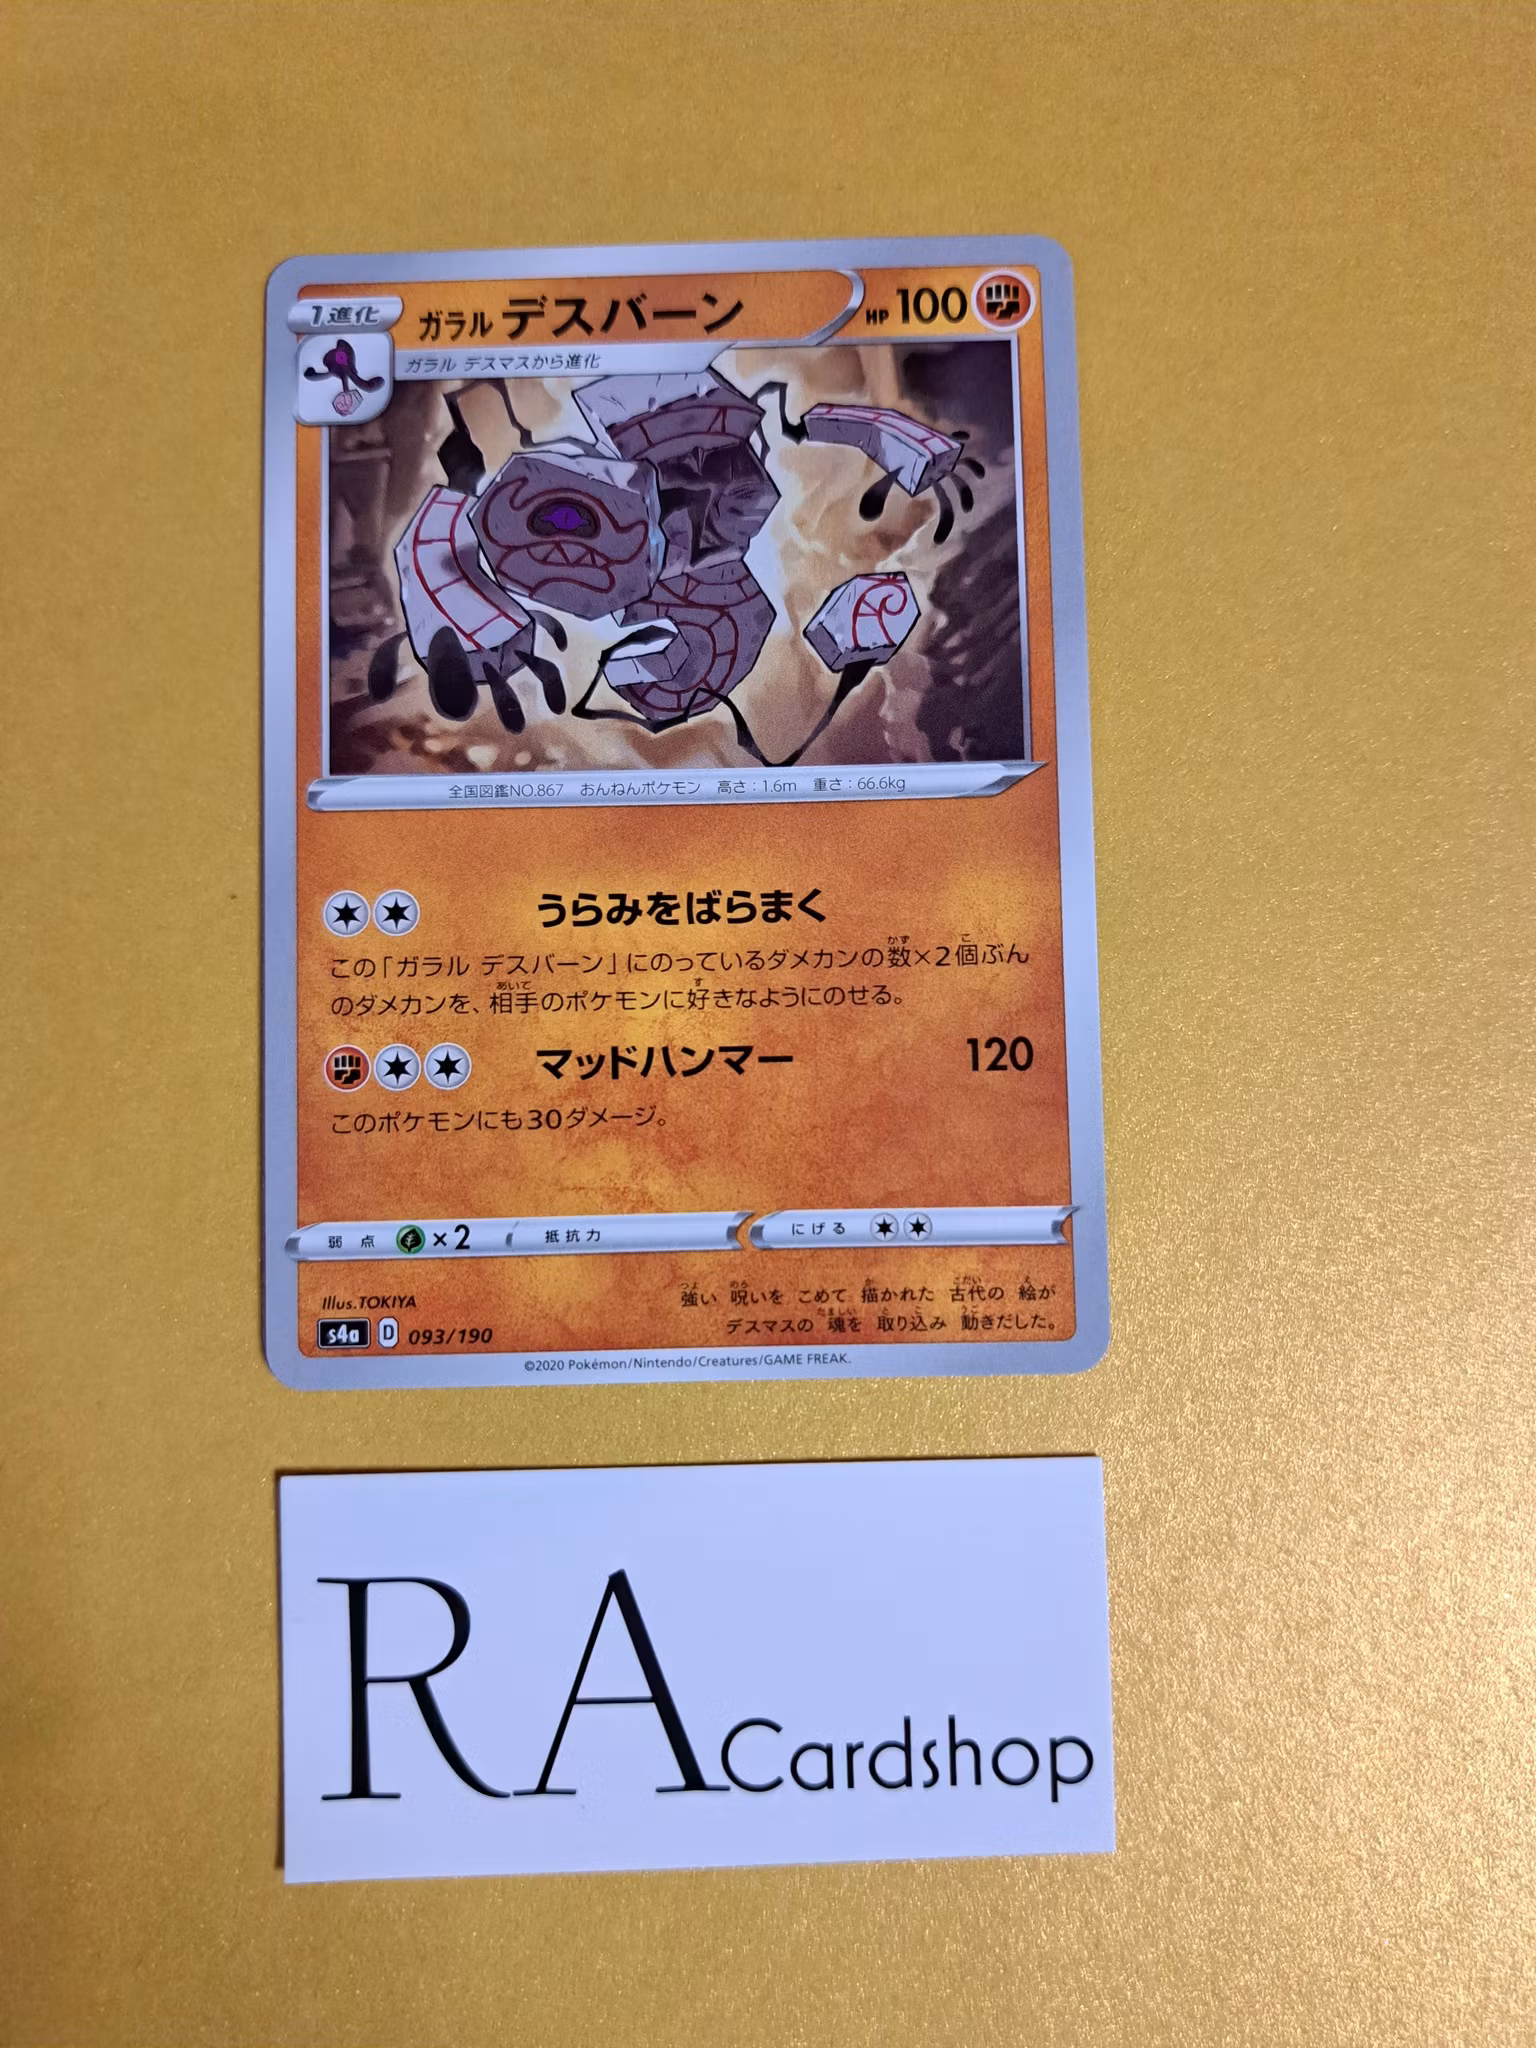 1進化
ガラル デスバーン
HP 100
ガラル デスマスから進化
全国図鑑NO.867 おんねんポケモン 高さ：1.6m 重さ：66.6kg
うらみをばらまく
この「ガラル デスバーン」にのっているダメカンの数×2個ぶん
のダメカンを、相手のポケモンに好きなようにのせる。
マッドハンマー 120
このポケモンにも30ダメージ。
弱点 ×2 抵抗力 にげる
Illus.TOKIYA
強い 呪いを こめて 描かれた 古代の 絵が
デスマスの 魂を 取り込み 動きだした。
s4a D 093/190
©2020 Pokémon/Nintendo/Creatures/GAME FREAK.
RA Cardshop